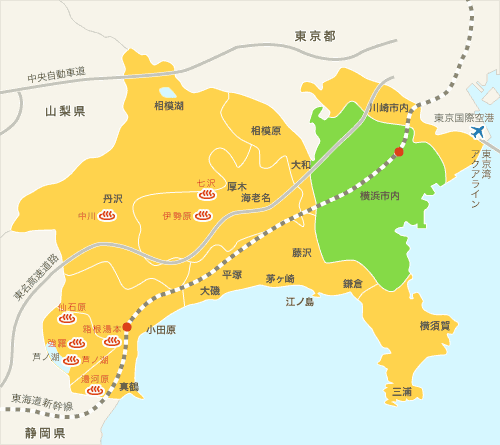 東京都
中央自動車道
山梨県
相模湖
川崎市内
東京国際空港
相模原
大和
東京湾
アクアライン
七沢
厚木
海老名
横浜市内
丹沢
中川
伊勢原
東名高速道路
藤沢
平塚
茅ヶ崎
大磯
鎌倉
江ノ島
仙石原
箱根湯本
小田原
横須賀
強羅
芦ノ湖
芦ノ湖
湯河原
真鶴
三浦
東海道新幹線
静岡県